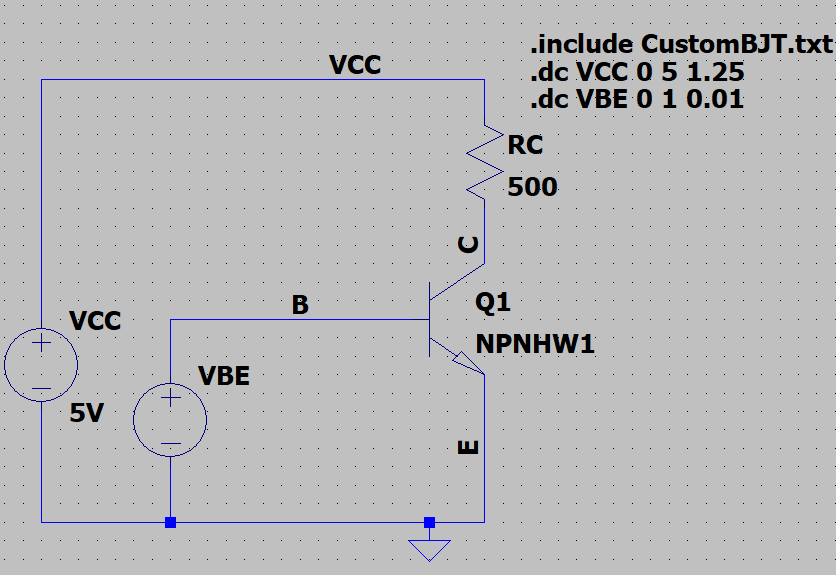 .include CustomBJT.txt
.dc VCC 0 5 1.25
.dc VBE 0 1 0.01
VCC
RC
500
C
B
Q1
NPNHW1
VCC
5V
VBE
E